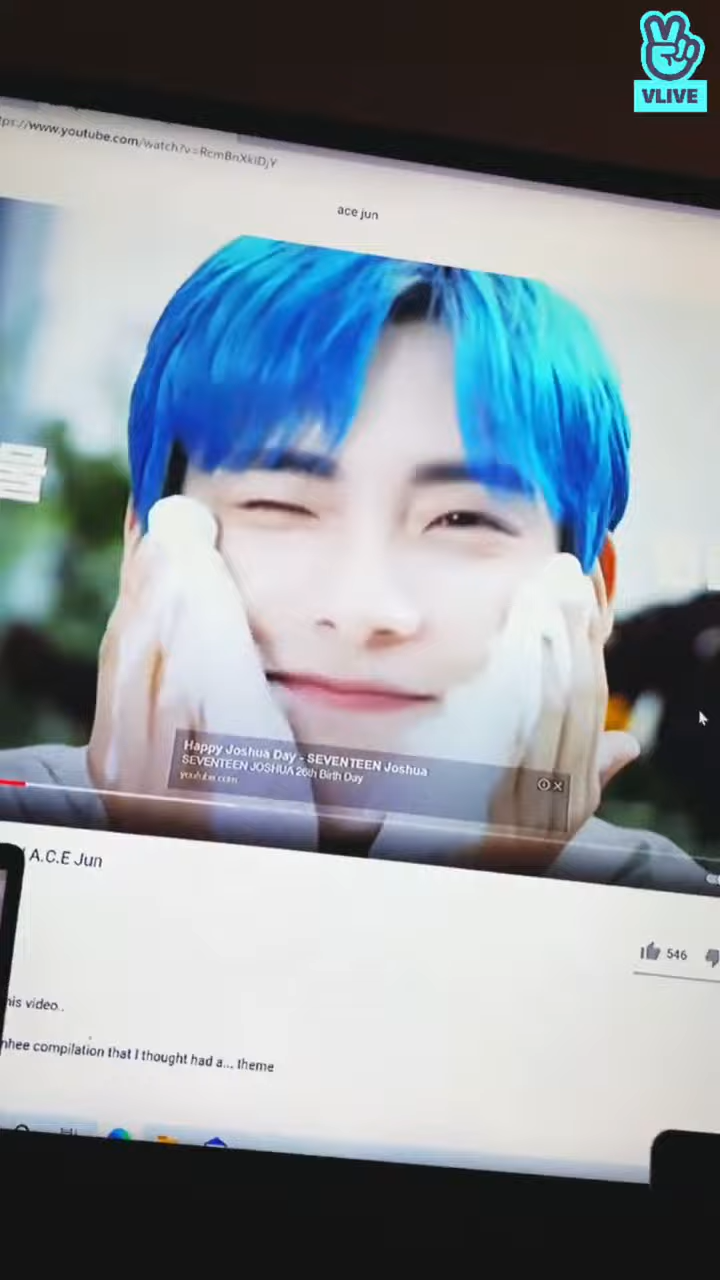 VLIVE
tps://www.youtube.com/watch?v=RcmBnXkIDjY
ace jun
Happy Joshua Day - SEVENTEEN Joshua
SEVENTEEN JOSHUA 26th Birth Day
youtube.com
A.C.E Jun
546
his video..
nhee compilation that I thought had a... theme